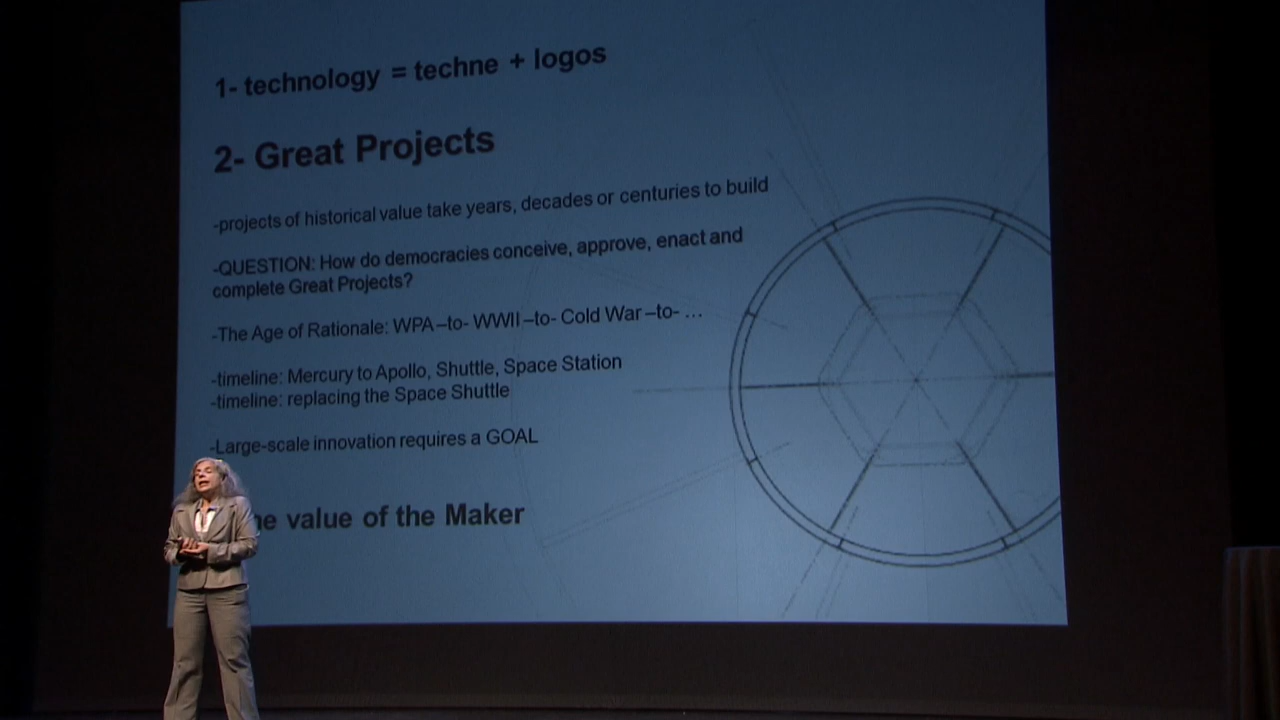 1- technology = techne + logos
2- Great Projects
-projects of historical value take years, decades or centuries to build
-QUESTION: How do democracies conceive, approve, enact and
complete Great Projects?
-The Age of Rationale: WPA –to- WWII –to- Cold War –to- …
-timeline: Mercury to Apollo, Shuttle, Space Station
-timeline: replacing the Space Shuttle
-Large-scale innovation requires a GOAL
value of the Maker